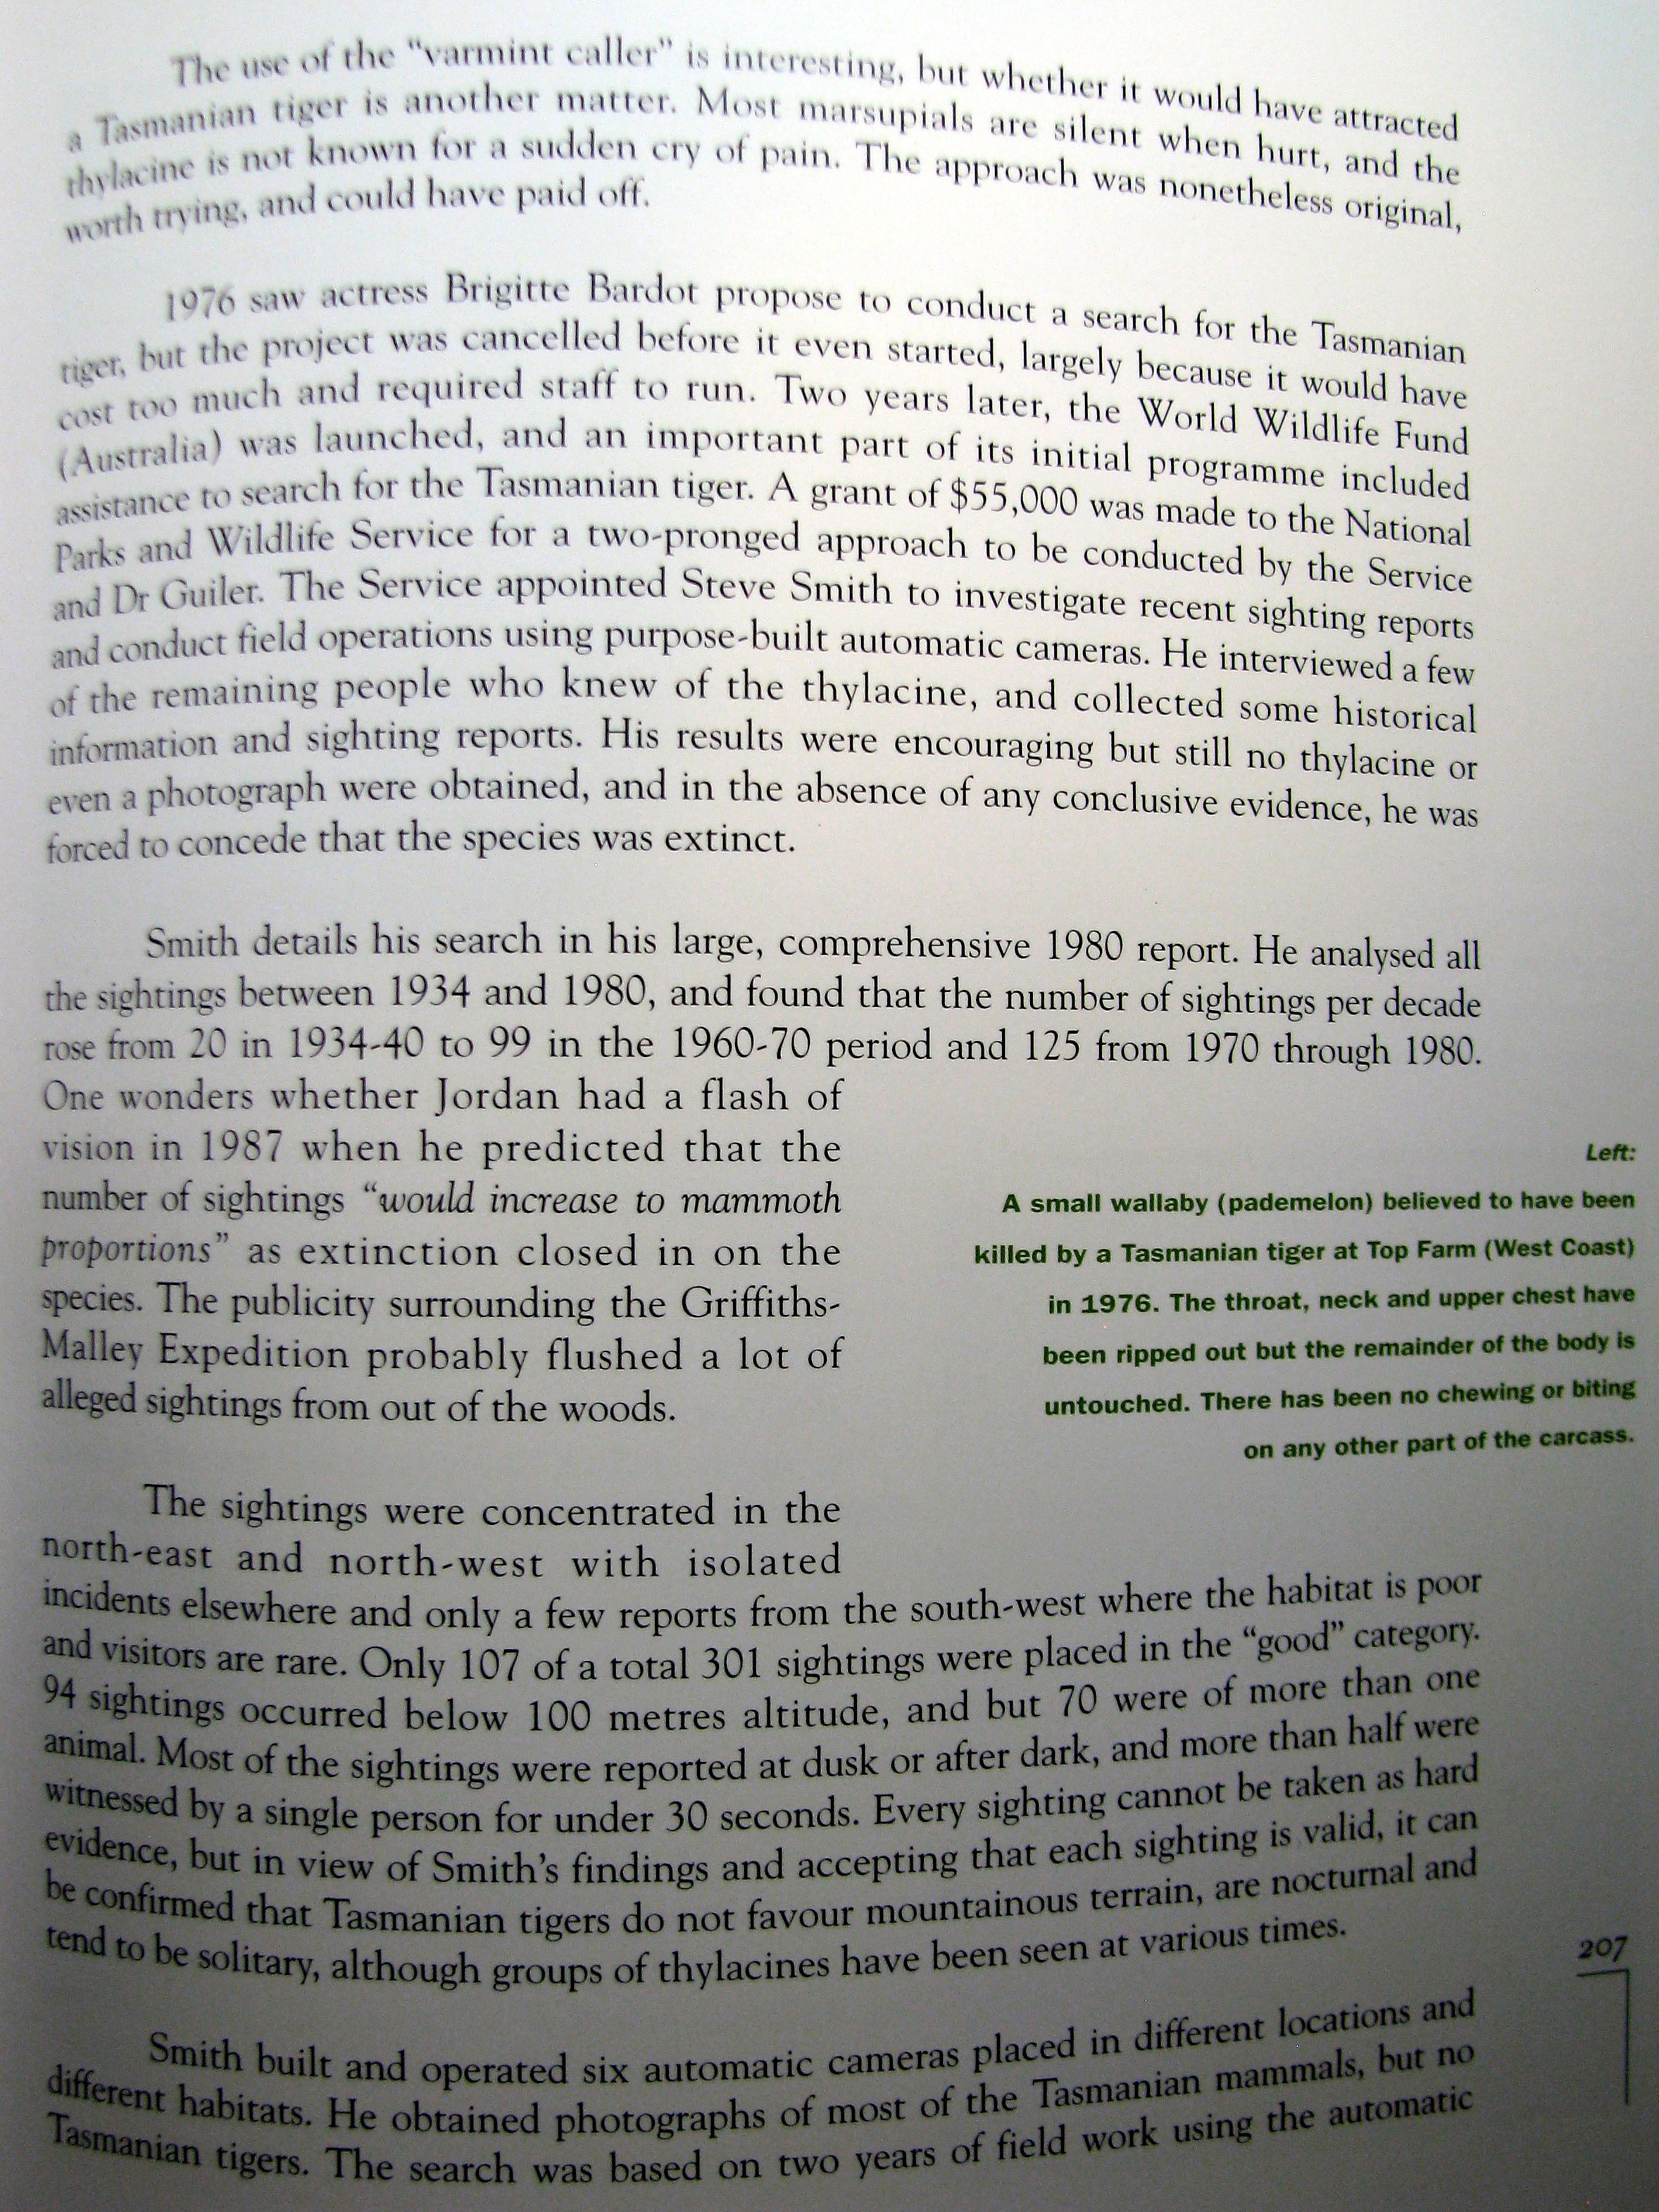 The use of the "varmint caller" is interesting, but whether it would have attracted
a Tasmanian tiger is another matter. Most marsupials are silent when hurt, and the
thylacine is not known for a sudden cry of pain. The approach was nonetheless original,
worth trying, and could have paid off.
1976 saw actress Brigitte Bardot propose to conduct a search for the Tasmanian
tiger, but the project was cancelled before it even started, largely because it would have
cost too much and required staff to run. Two years later, the World Wildlife Fund
(Australia) was launched, and an important part of its initial programme included
assistance to search for the Tasmanian tiger. A grant of $55,000 was made to the National
Parks and Wildlife Service for a two-pronged approach to be conducted by the Service
and Dr Guiler. The Service appointed Steve Smith to investigate recent sighting reports
and conduct field operations using purpose-built automatic cameras. He interviewed a few
of the remaining people who knew of the thylacine, and collected some historical
information and sighting reports. His results were encouraging but still no thylacine or
even a photograph were obtained, and in the absence of any conclusive evidence, he was
forced to concede that the species was extinct.
Smith details his search in his large, comprehensive 1980 report. He analysed all
the sightings between 1934 and 1980, and found that the number of sightings per decade
rose from 20 in 1934-40 to 99 in the 1960-70 period and 125 from 1970 through 1980.
One wonders whether Jordan had a flash of
vision in 1987 when he predicted that the
number of sightings "would increase to mammoth
proportions" as extinction closed in on the
species. The publicity surrounding the Griffiths-
Malley Expedition probably flushed a lot of
alleged sightings from out of the woods.
Left:
A small wallaby (pademelon) believed to have been
killed by a Tasmanian tiger at Top Farm (West Coast)
in 1976. The throat, neck and upper chest have
been ripped out but the remainder of the body is
untouched. There has been no chewing or biting
on any other part of the carcass.
The sightings were concentrated in the
north-east and north-west with isolated
incidents elsewhere and only a few reports from the south-west where the habitat is poor
and visitors are rare. Only 107 of a total 301 sightings were placed in the "good" category.
94 sightings occurred below 100 metres altitude, and but 70 were of more than one
animal. Most of the sightings were reported at dusk or after dark, and more than half were
witnessed by a single person for under 30 seconds. Every sighting cannot be taken as hard
evidence, but in view of Smith's findings and accepting that each sighting is valid, it can
be confirmed that Tasmanian tigers do not favour mountainous terrain, are nocturnal and
tend to be solitary, although groups of thylacines have been seen at various times.
207
Smith built and operated six automatic cameras placed in different locations and
different habitats. He obtained photographs of most of the Tasmanian mammals, but no
Tasmanian tigers. The search was based on two years of field work using the automatic